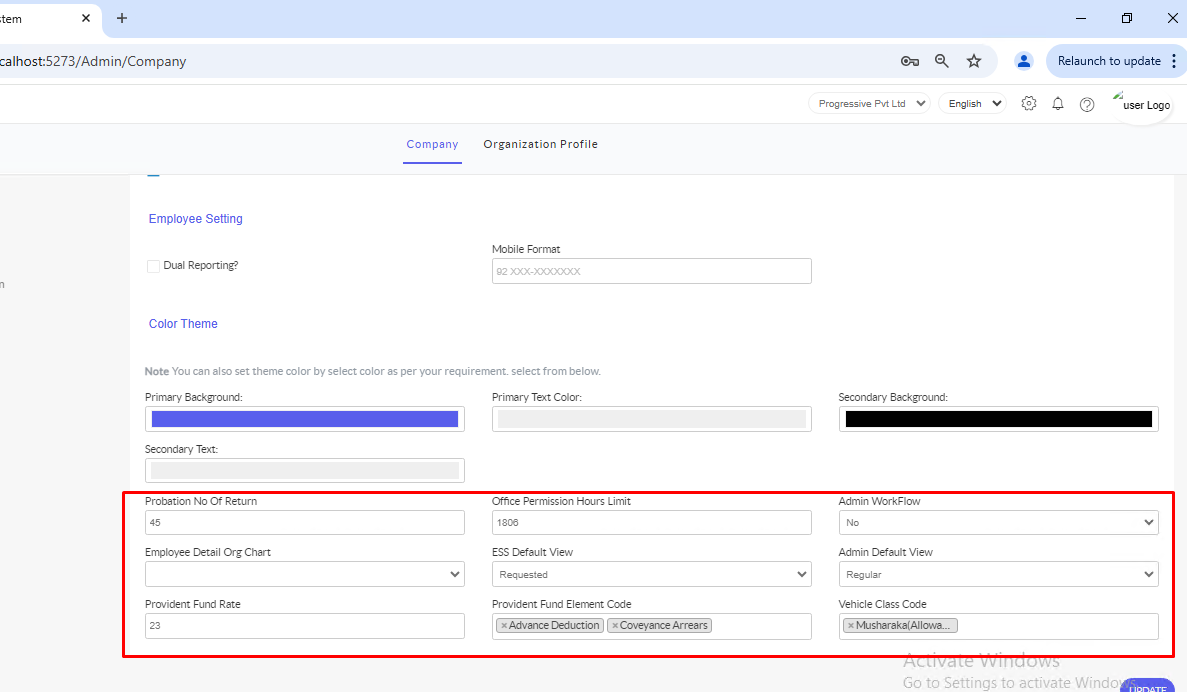 stem
calhost:5273/Admin/Company
Relaunch to update
Progressive Pvt Ltd
English
user Logo
Company
Organization Profile
Employee Setting
Mobile Format
Dual Reporting?
92 XXX-XXXXXXX
n
Color Theme
Note You can also set theme color by select color as per your requirement. select from below.
Primary Background:
Primary Text Color:
Secondary Background:
Secondary Text:
Probation No Of Return
Office Permission Hours Limit
Admin WorkFlow
45
1806
No
Employee Detail Org Chart
ESS Default View
Admin Default View
Requested
Regular
Provident Fund Rate
Provident Fund Element Code
Vehicle Class Code
23
×Advance Deduction ×Coveyance Arrears
×Musharaka(Allowa...
Activate Windows
Go to Settings to activate Windows.
UPDATE